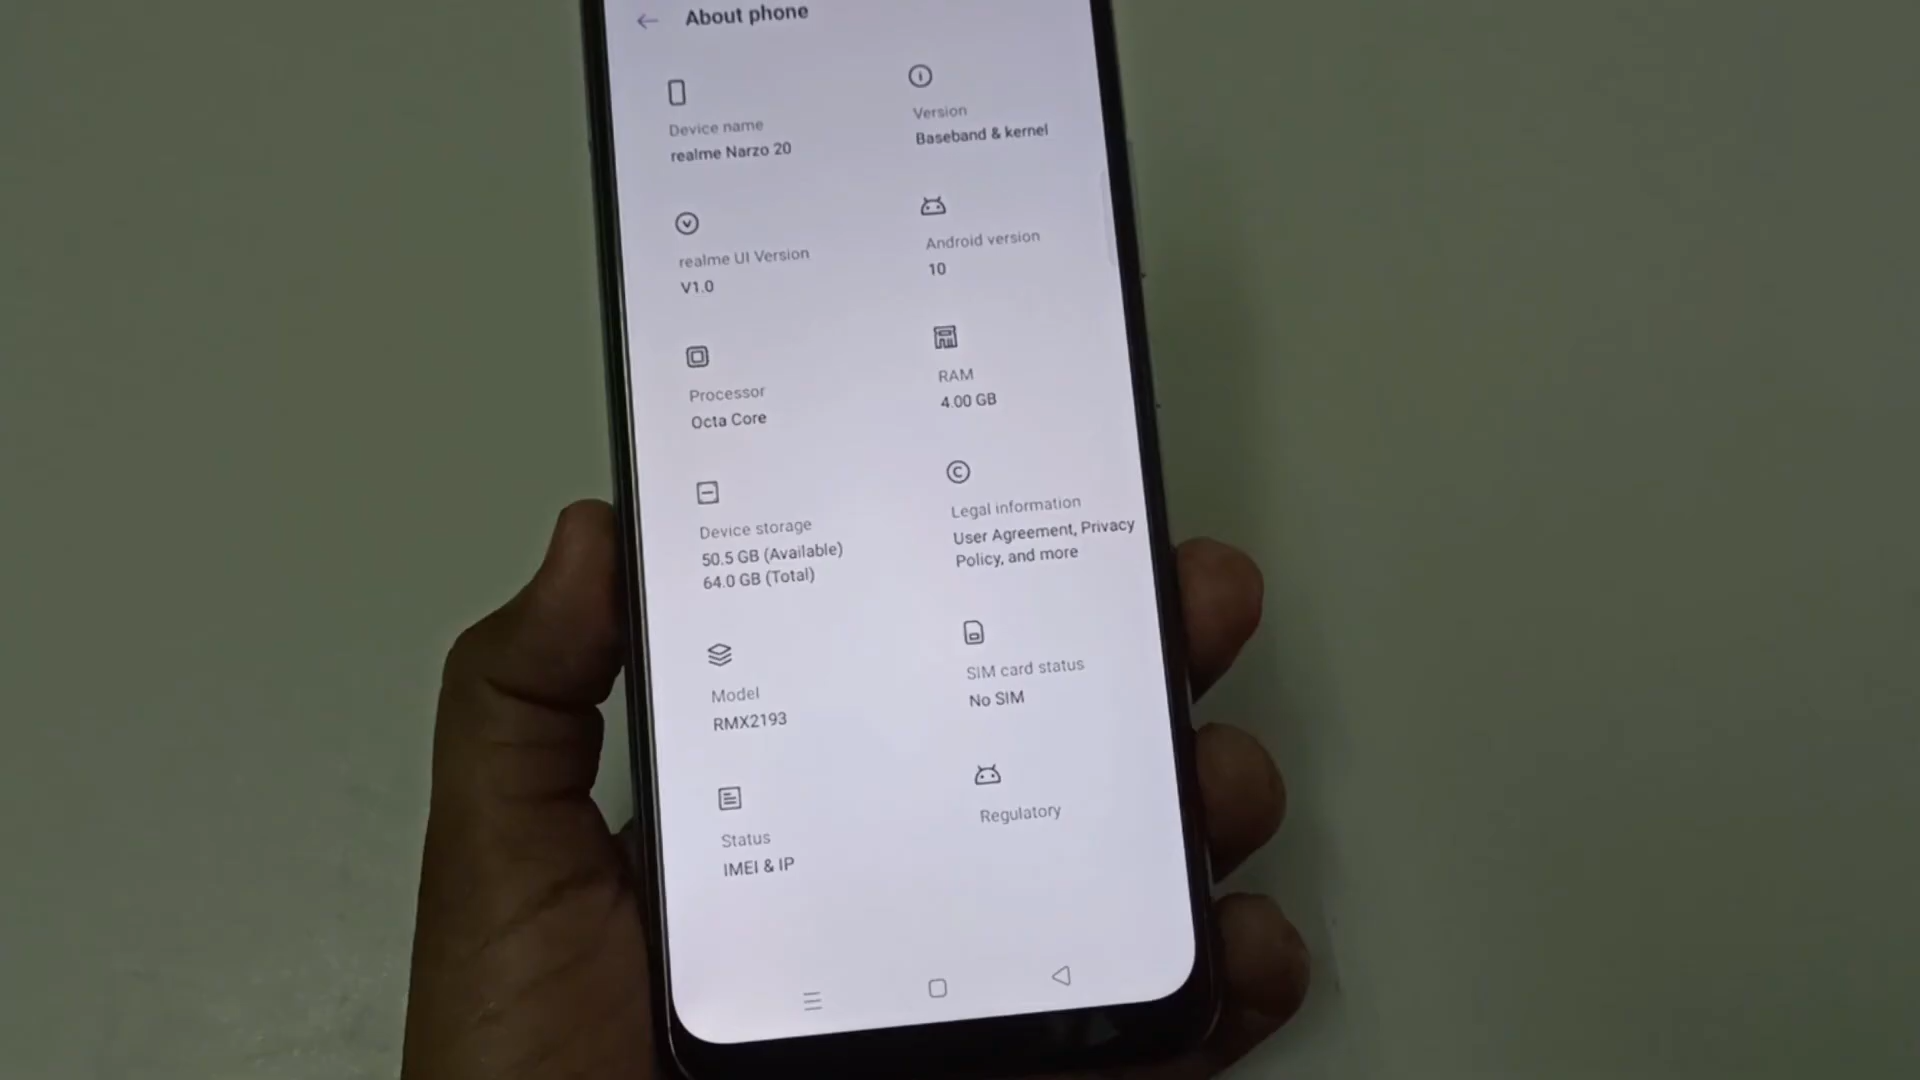 About phone
Device name
realme Narzo 20
Version
Baseband & kernel
realme UI Version
V1.0
Android version
10
Processor
Octa Core
RAM
4.00 GB
Device storage
50.5 GB (Available)
64.0 GB (Total)
Legal information
User Agreement, Privacy
Policy, and more
Model
RMX2193
SIM card status
No SIM
Status
IMEI & IP
Regulatory